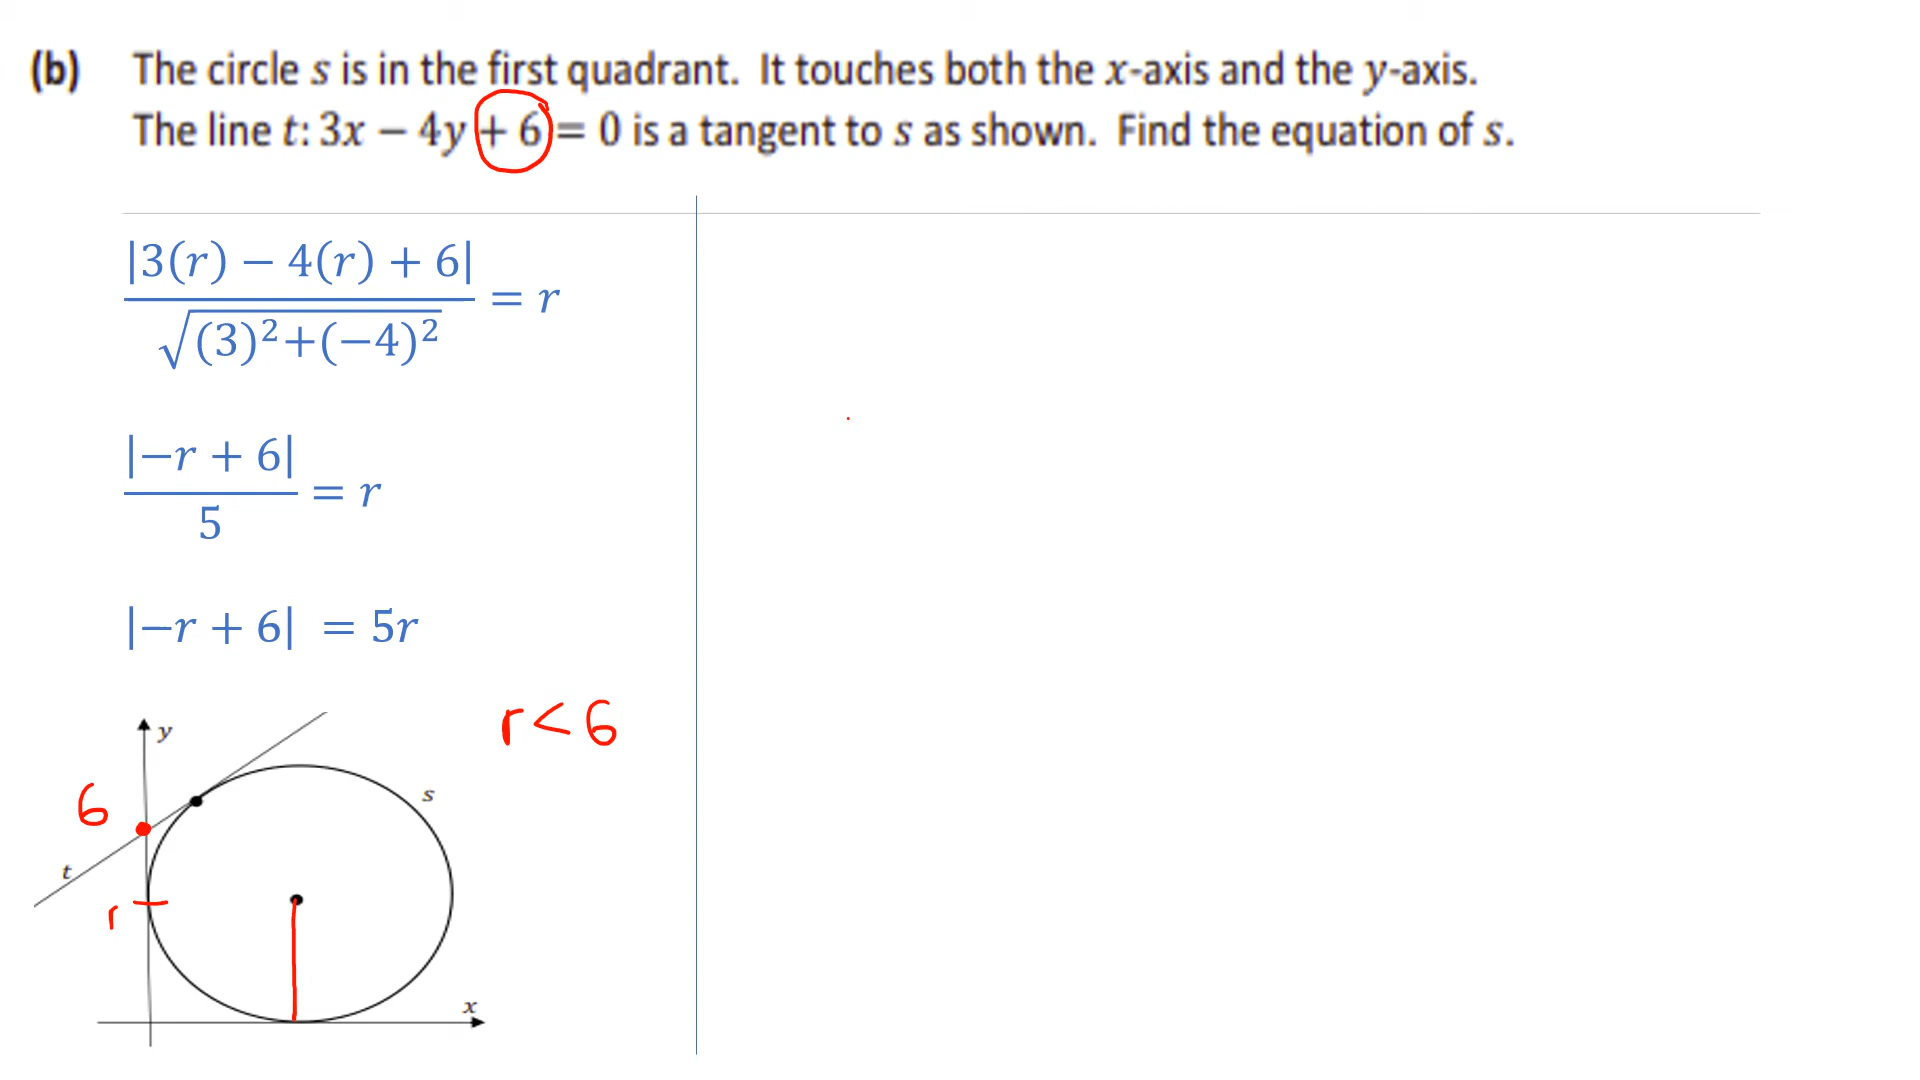 (b) The circle s is in the first quadrant. It touches both the x-axis and the y-axis.
The line t: 3x − 4y + 6 = 0 is a tangent to s as shown. Find the equation of s.
|3(r) − 4(r) + 6|
√(3)²+(−4)²
= r
|−r + 6|
5
= r
|−r + 6| = 5r
r < 6
y
6
s
t
r
x